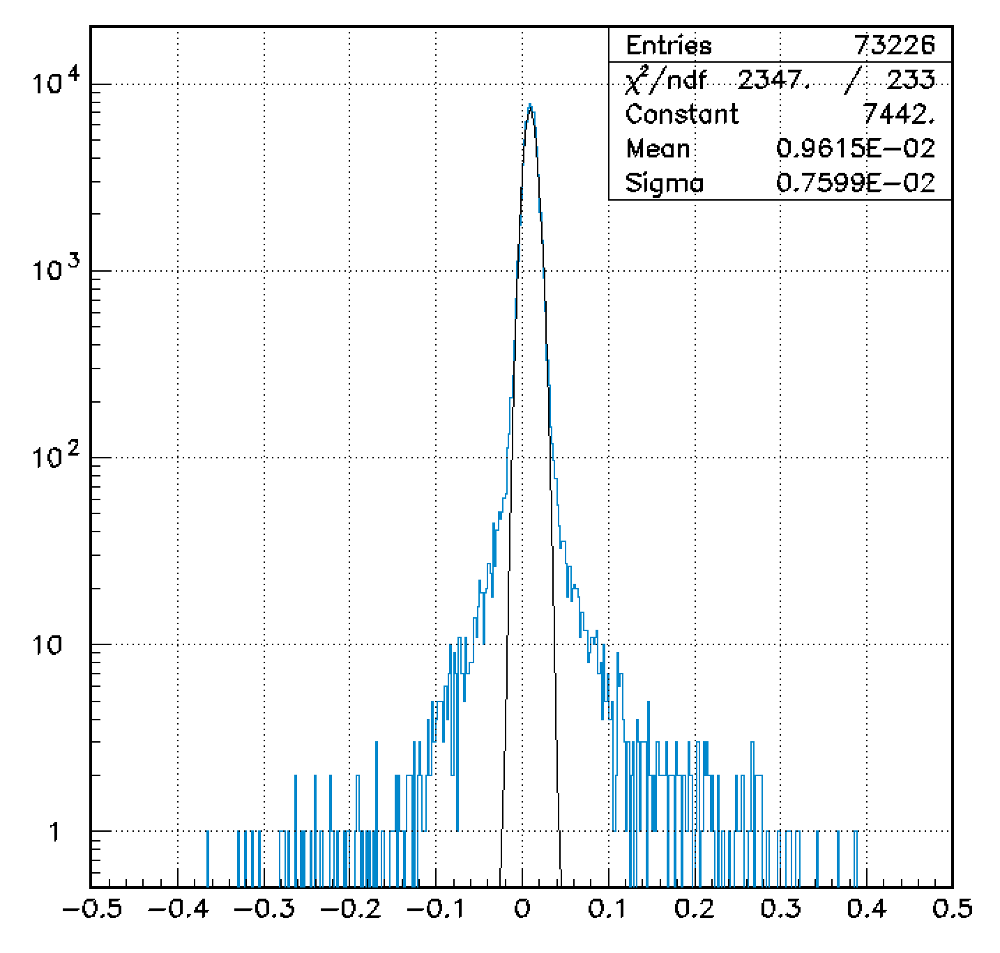 Entries 73226
χ²/ndf 2347. / 233
Constant 7442.
Mean 0.9615E−02
Sigma 0.7599E−02
10⁴
10³
10²
10
1
−0.5 −0.4 −0.3 −0.2 −0.1 0 0.1 0.2 0.3 0.4 0.5